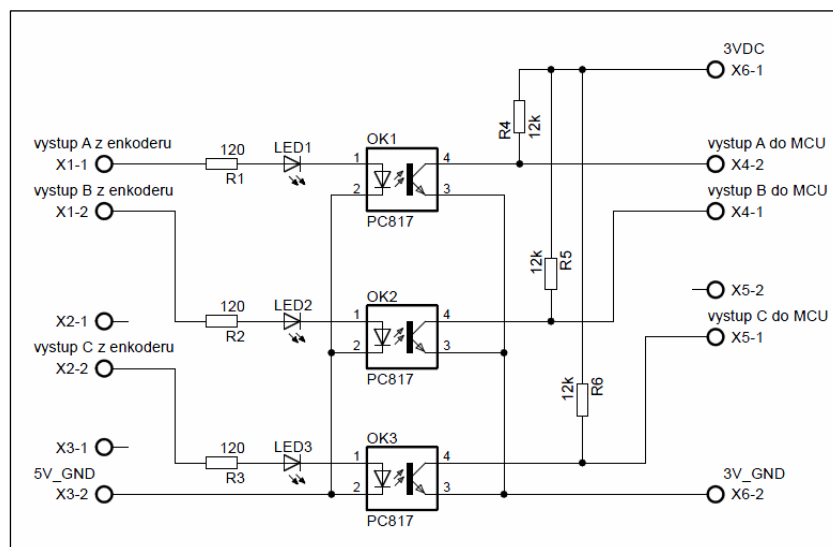 3VDC
X6-1
R4
12k
vystup A z enkoderu
X1-1
120
R1
LED1
OK1
1
4
2
3
PC817
vystup A do MCU
X4-2
vystup B z enkoderu
X1-2
vystup B do MCU
X4-1
12k
R5
X5-2
X2-1
120
R2
LED2
OK2
1
4
2
3
PC817
vystup C do MCU
X5-1
vystup C z enkoderu
X2-2
12k
R6
X3-1
120
R3
LED3
OK3
1
4
2
3
PC817
5V_GND
X3-2
3V_GND
X6-2